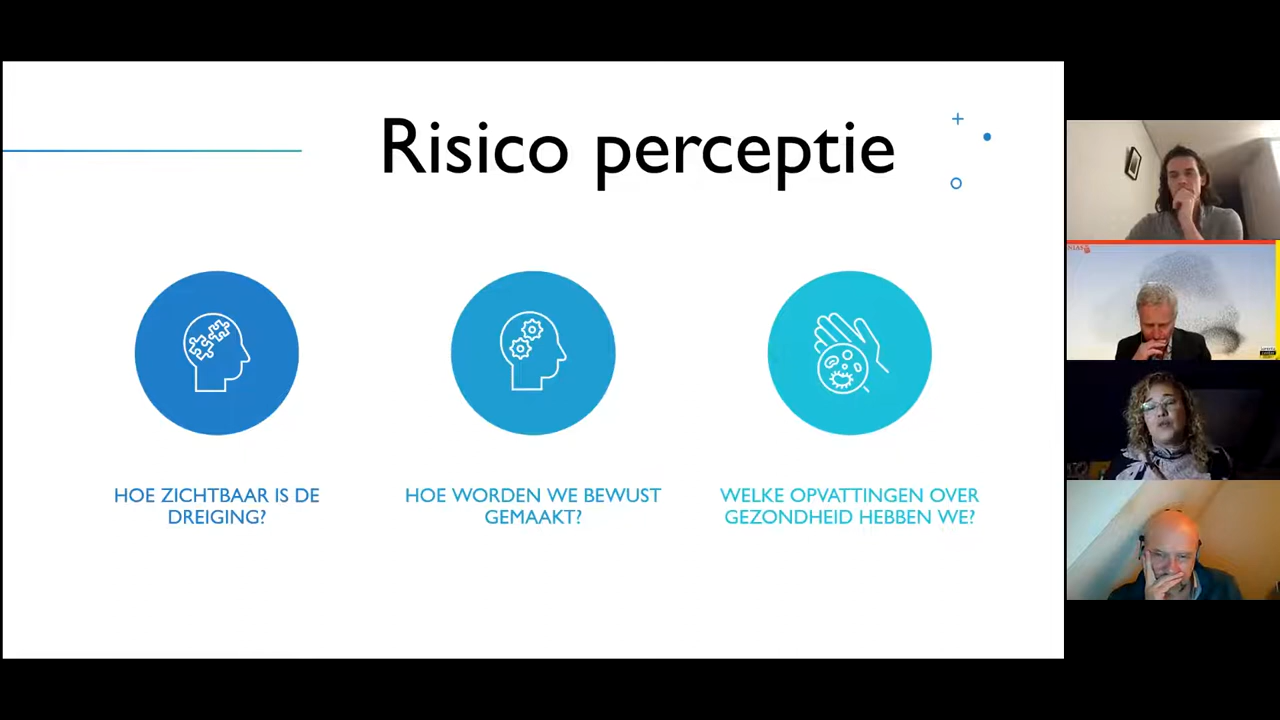 Risico perceptie
HOE ZICHTBAAR IS DE
DREIGING?
HOE WORDEN WE BEWUST
GEMAAKT?
WELKE OPVATTINGEN OVER
GEZONDHEID HEBBEN WE?